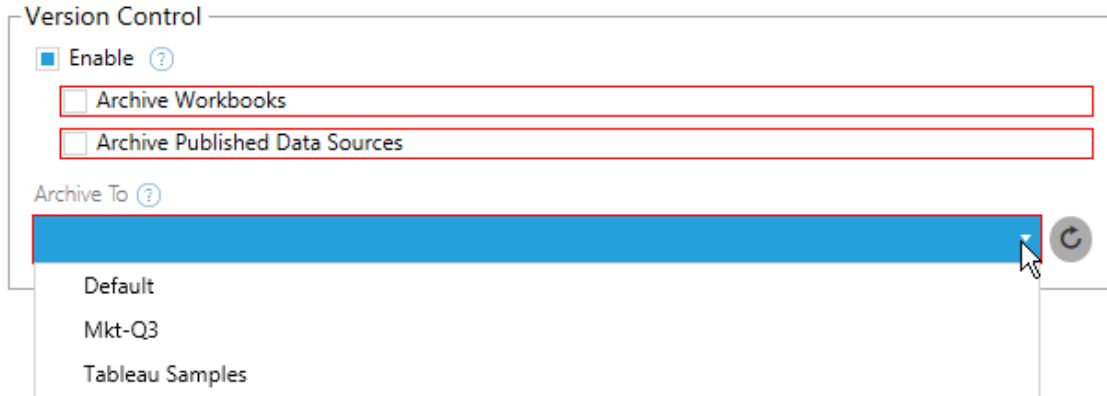 Version Control
Enable ?
Archive Workbooks
Archive Published Data Sources
Archive To ?
Default
Mkt-Q3
Tableau Samples